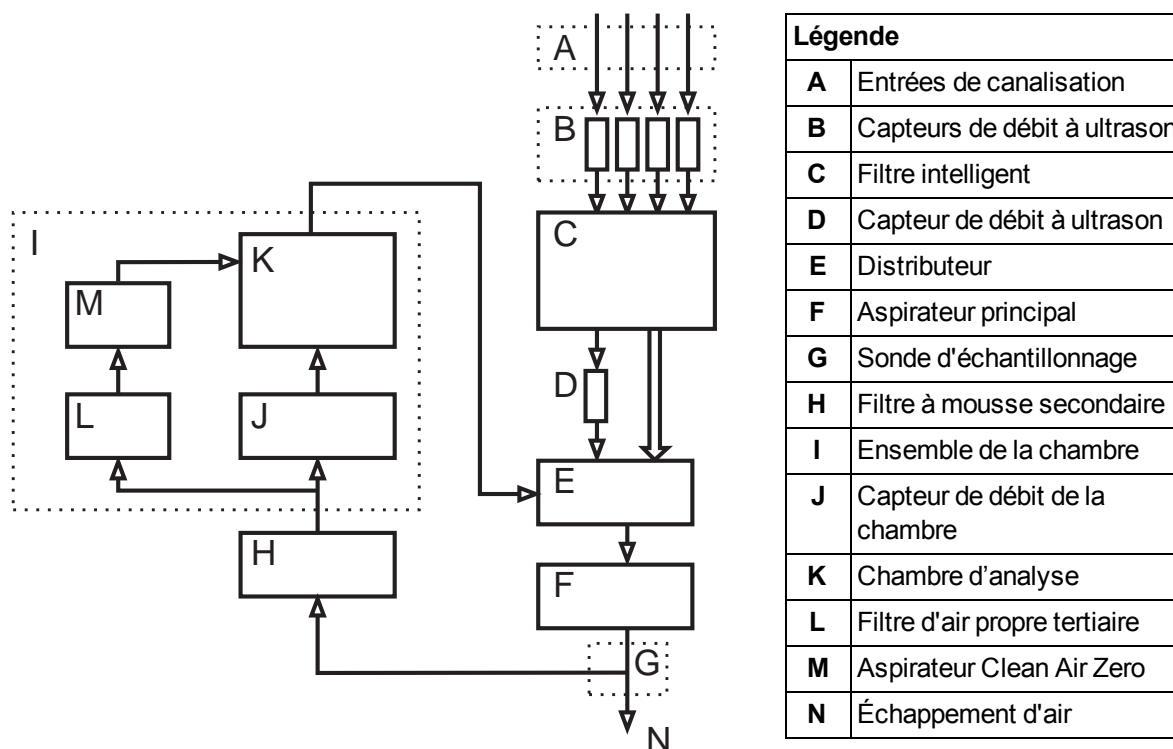 A
B
C
I
K
M
D
L
J
E
H
F
G
N
Légende
A Entrées de canalisation
B Capteurs de débit à ultrason
C Filtre intelligent
D Capteur de débit à ultrason
E Distributeur
F Aspirateur principal
G Sonde d'échantillonnage
H Filtre à mousse secondaire
I Ensemble de la chambre
J Capteur de débit de la
chambre
K Chambre d’analyse
L Filtre d'air propre tertiaire
M Aspirateur Clean Air Zero
N Échappement d'air